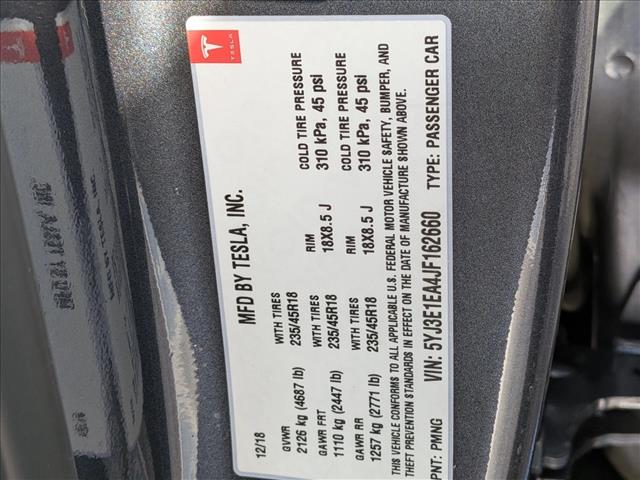 TESLA
MFD BY TESLA, INC.
12/18
GVWR WITH TIRES RIM COLD TIRE PRESSURE
2126 kg (4687 lb) 235/45R18 18X8.5 J 310 kPa, 45 psi
GAWR FRT WITH TIRES RIM COLD TIRE PRESSURE
1110 kg (2447 lb) 235/45R18 18X8.5 J 310 kPa, 45 psi
GAWR RR
1257 kg (2771 lb)
THIS VEHICLE CONFORMS TO ALL APPLICABLE U.S. FEDERAL MOTOR VEHICLE SAFETY, BUMPER, AND
THEFT PREVENTION STANDARDS IN EFFECT ON THE DATE OF MANUFACTURE SHOWN ABOVE.
VIN: 5YJ3E1EA4JF162660 TYPE: PASSENGER CAR
PNT: PMNG